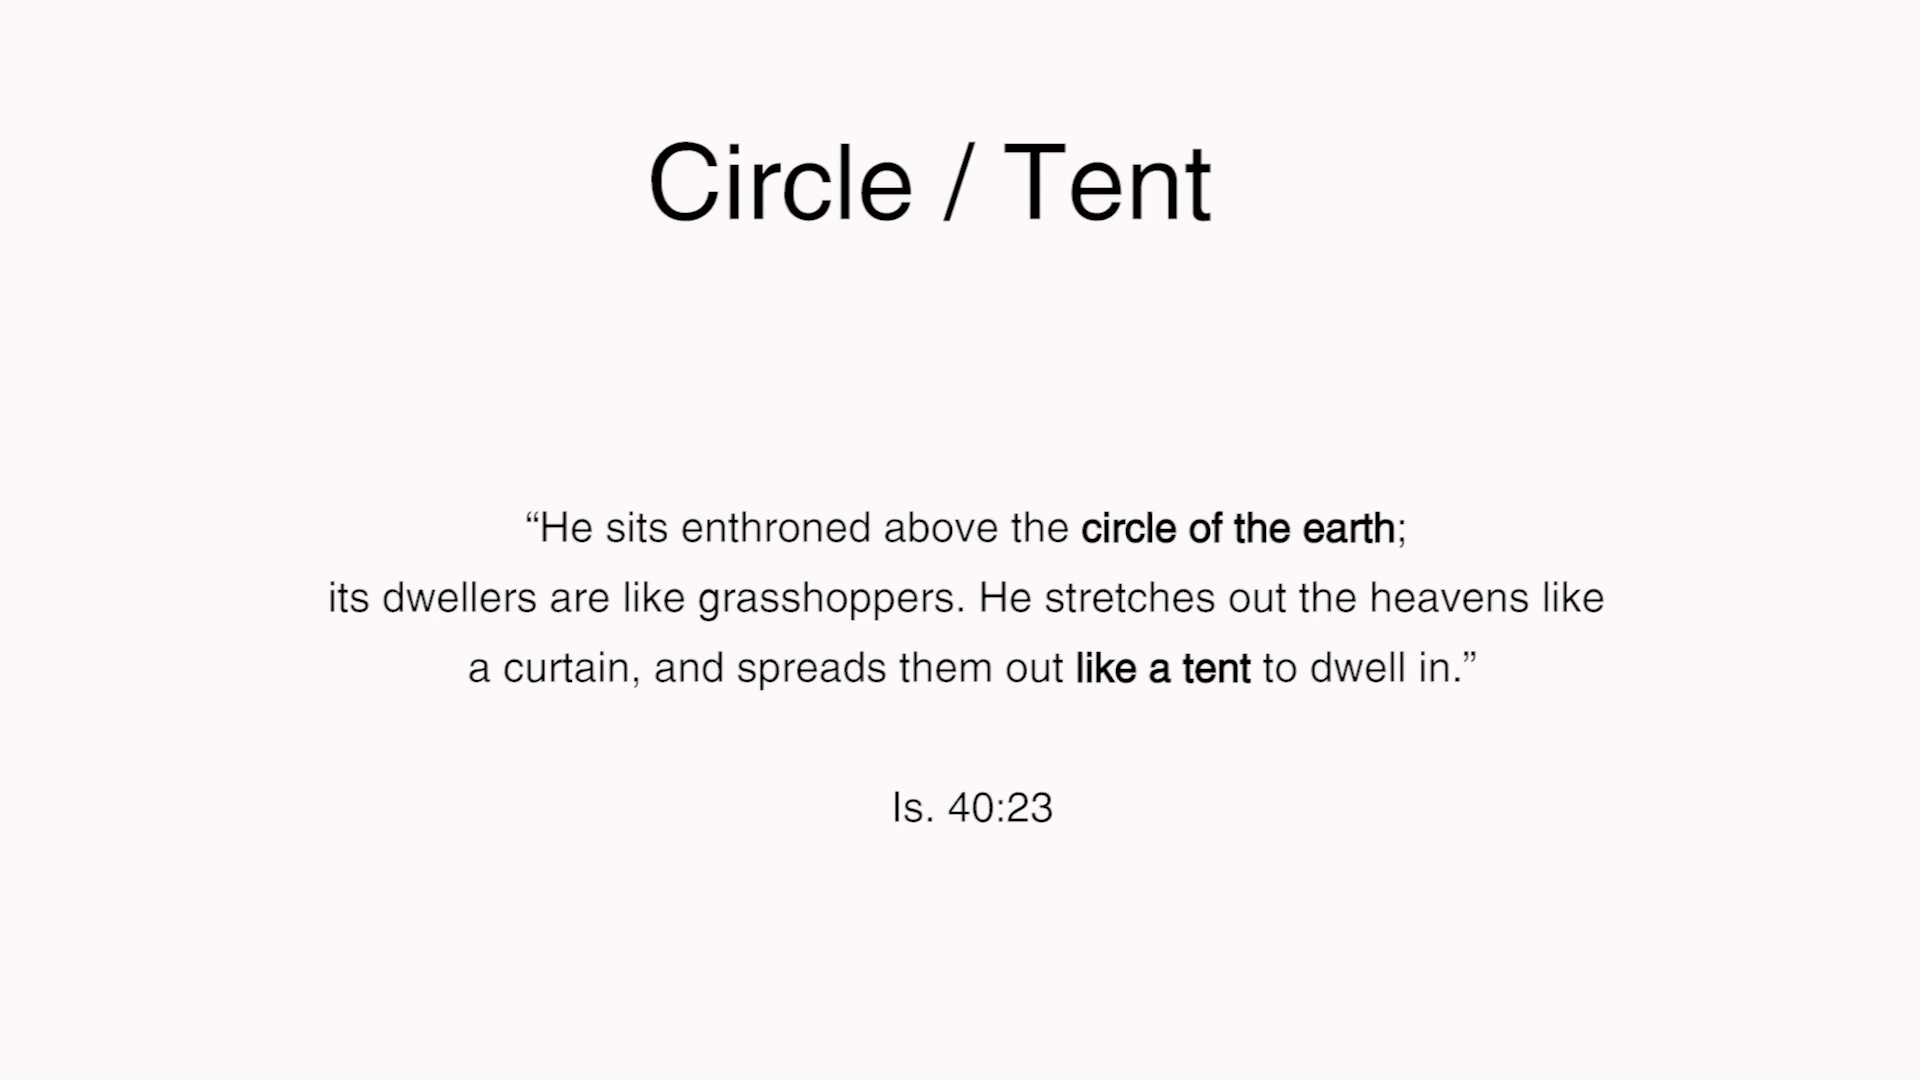 Circle / Tent
“He sits enthroned above the circle of the earth;
its dwellers are like grasshoppers. He stretches out the heavens like
a curtain, and spreads them out like a tent to dwell in.”
Is. 40:23